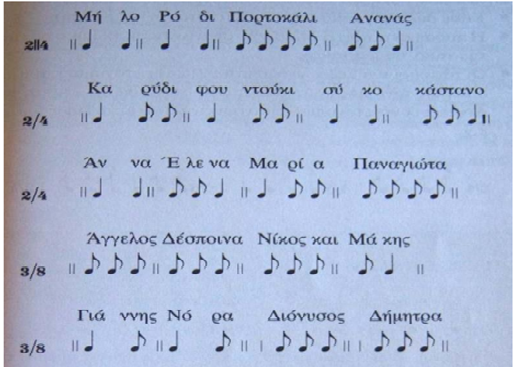 Μή λο Ρό δι Πορτοκάλι Ανανάς
2||4
Κα ρύδι φου ντούκι σύ κο κάστανο
2/4
Άν να Έ λε να Μα ρί α Παναγιώτα
2/4
Άγγελος Δέσποινα Νίκος και Μά κης
3/8
Γιά ννης Νό ρα Διόνυσος Δήμητρα
3/8